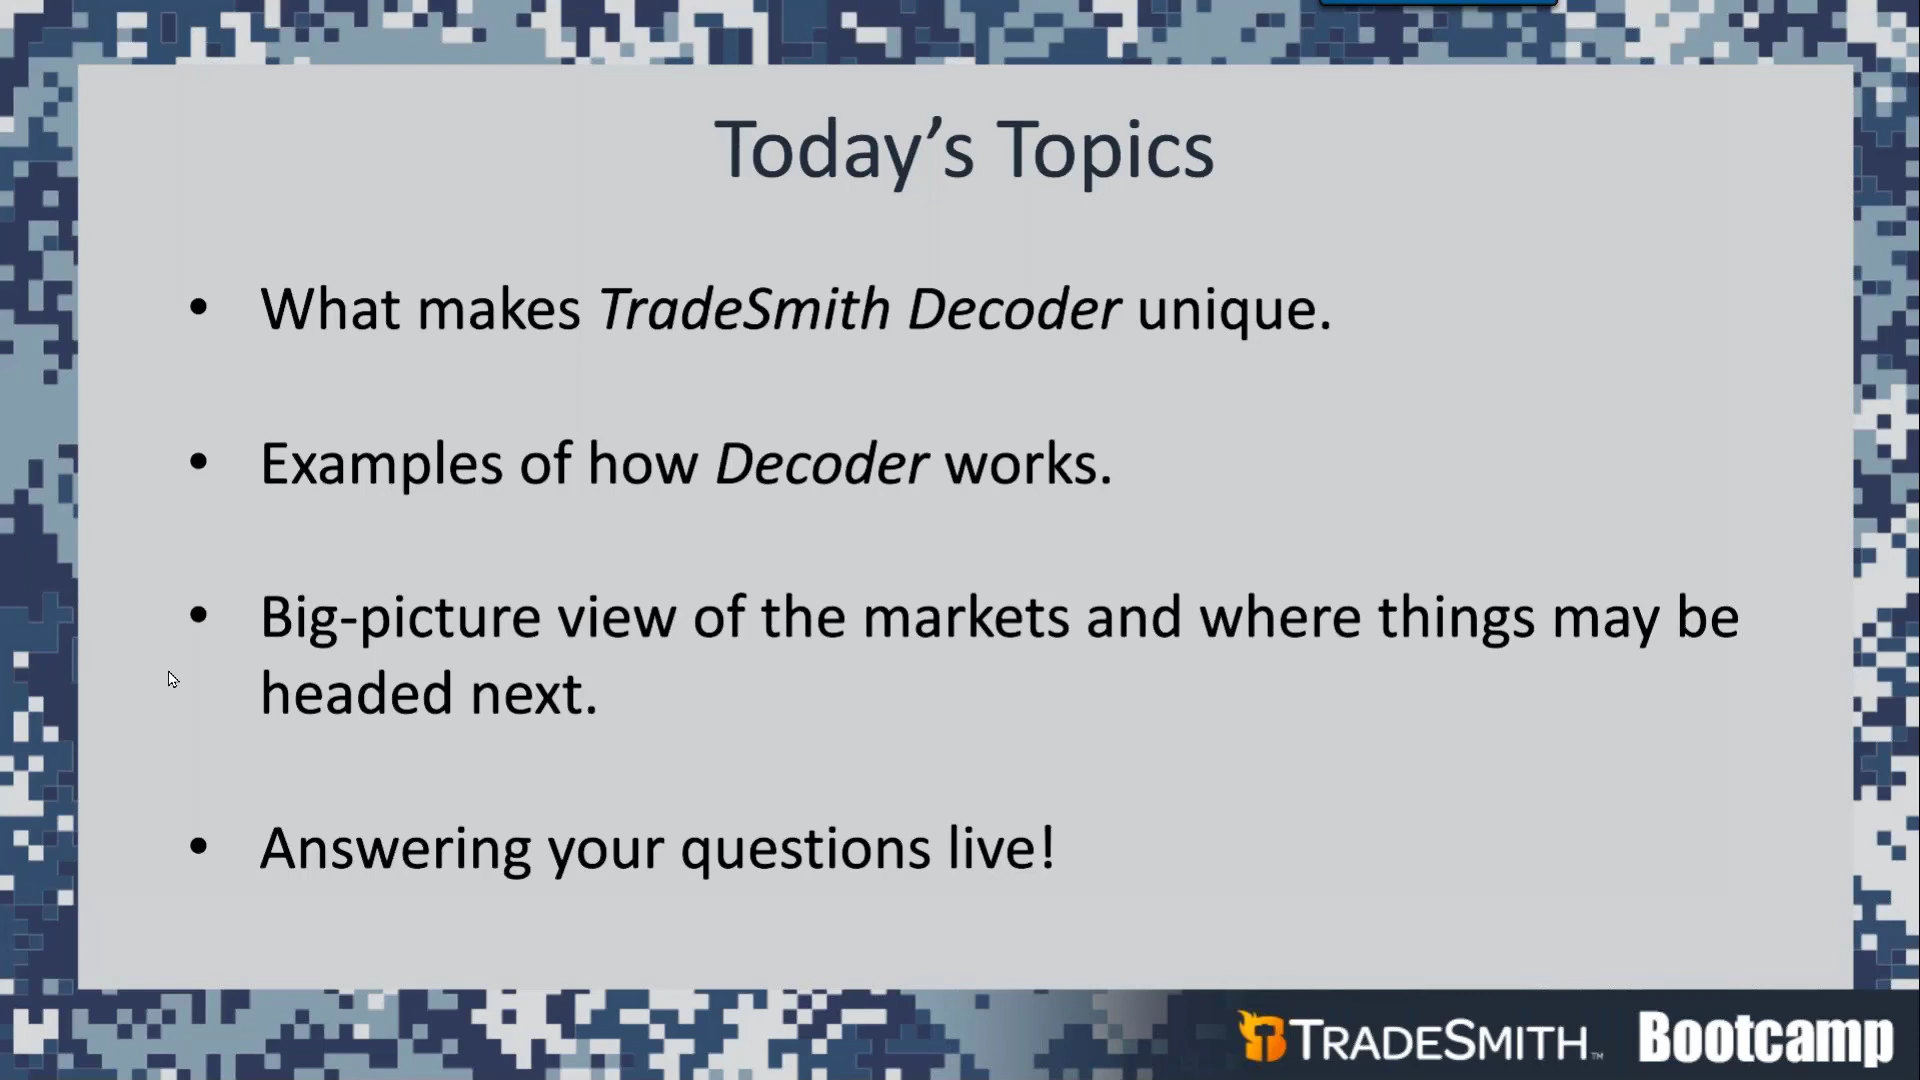 Today’s Topics
• What makes TradeSmith Decoder unique.
• Examples of how Decoder works.
• Big-picture view of the markets and where things may be
headed next.
• Answering your questions live!
TRADESMITH™ Bootcamp